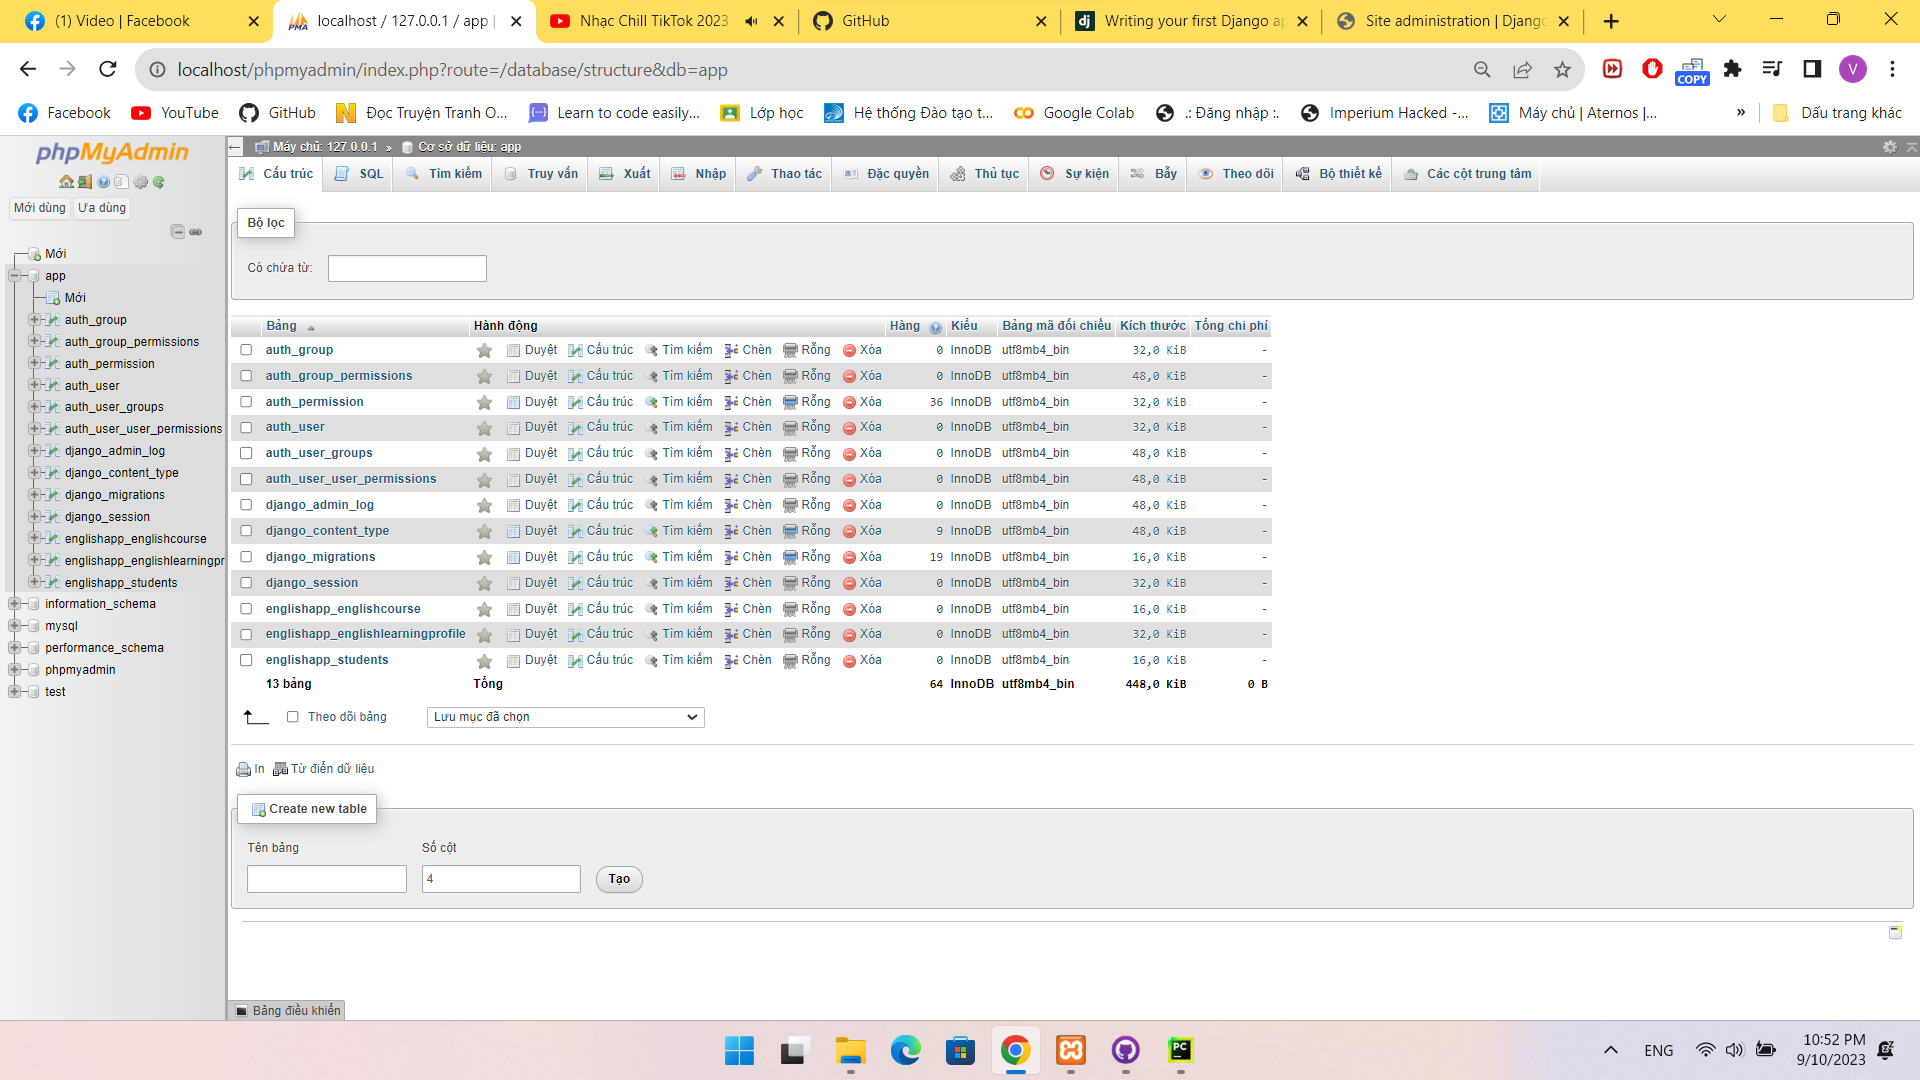 (1) Video | Facebook
localhost / 127.0.0.1 / app |
Nhạc Chill TikTok 2023
GitHub
Writing your first Django ap
Site administration | Django
localhost/phpmyadmin/index.php?route=/database/structure&db=app
COPY
V
Facebook
YouTube
GitHub
Đọc Truyện Tranh O...
Learn to code easily...
Lớp học
Hệ thống Đào tạo t...
Google Colab
.: Đăng nhập :.
Imperium Hacked -...
Máy chủ | Aternos |...
»
Dấu trang khác
phpMyAdmin
Mới dùng
Ưa dùng
Mới
app
Mới
auth_group
auth_group_permissions
auth_permission
auth_user
auth_user_groups
auth_user_user_permissions
django_admin_log
django_content_type
django_migrations
django_session
englishapp_englishcourse
englishapp_englishlearningpr
englishapp_students
information_schema
mysql
performance_schema
phpmyadmin
test
Máy chủ: 127.0.0.1 » Cơ sở dữ liệu: app
Cấu trúc SQL Tìm kiếm Truy vấn Xuất Nhập Thao tác Đặc quyền Thủ tục Sự kiện Bẫy Theo dõi Bộ thiết kế Các cột trung tâm
Bộ lọc
Có chứa từ:
Bảng Hành động Hàng Kiểu Bảng mã đối chiếu Kích thước Tổng chi phí
auth_group Duyệt Cấu trúc Tìm kiếm Chèn Rỗng Xóa 0 InnoDB utf8mb4_bin 32,0 KiB -
auth_group_permissions Duyệt Cấu trúc Tìm kiếm Chèn Rỗng Xóa 0 InnoDB utf8mb4_bin 48,0 KiB -
auth_permission Duyệt Cấu trúc Tìm kiếm Chèn Rỗng Xóa 36 InnoDB utf8mb4_bin 32,0 KiB -
auth_user Duyệt Cấu trúc Tìm kiếm Chèn Rỗng Xóa 0 InnoDB utf8mb4_bin 32,0 KiB -
auth_user_groups Duyệt Cấu trúc Tìm kiếm Chèn Rỗng Xóa 0 InnoDB utf8mb4_bin 48,0 KiB -
auth_user_user_permissions Duyệt Cấu trúc Tìm kiếm Chèn Rỗng Xóa 0 InnoDB utf8mb4_bin 48,0 KiB -
django_admin_log Duyệt Cấu trúc Tìm kiếm Chèn Rỗng Xóa 0 InnoDB utf8mb4_bin 48,0 KiB -
django_content_type Duyệt Cấu trúc Tìm kiếm Chèn Rỗng Xóa 9 InnoDB utf8mb4_bin 48,0 KiB -
django_migrations Duyệt Cấu trúc Tìm kiếm Chèn Rỗng Xóa 19 InnoDB utf8mb4_bin 16,0 KiB -
django_session Duyệt Cấu trúc Tìm kiếm Chèn Rỗng Xóa 0 InnoDB utf8mb4_bin 32,0 KiB -
englishapp_englishcourse Duyệt Cấu trúc Tìm kiếm Chèn Rỗng Xóa 0 InnoDB utf8mb4_bin 16,0 KiB -
englishapp_englishlearningprofile Duyệt Cấu trúc Tìm kiếm Chèn Rỗng Xóa 0 InnoDB utf8mb4_bin 32,0 KiB -
englishapp_students Duyệt Cấu trúc Tìm kiếm Chèn Rỗng Xóa 0 InnoDB utf8mb4_bin 16,0 KiB -
13 bảng Tổng 64 InnoDB utf8mb4_bin 448,0 KiB 0 B
Theo dõi bảng
Lưu mục đã chọn
In Từ điển dữ liệu
Create new table
Tên bảng Số cột
4 Tạo
Bảng điều khiển
PC
ENG
10:52 PM
9/10/2023